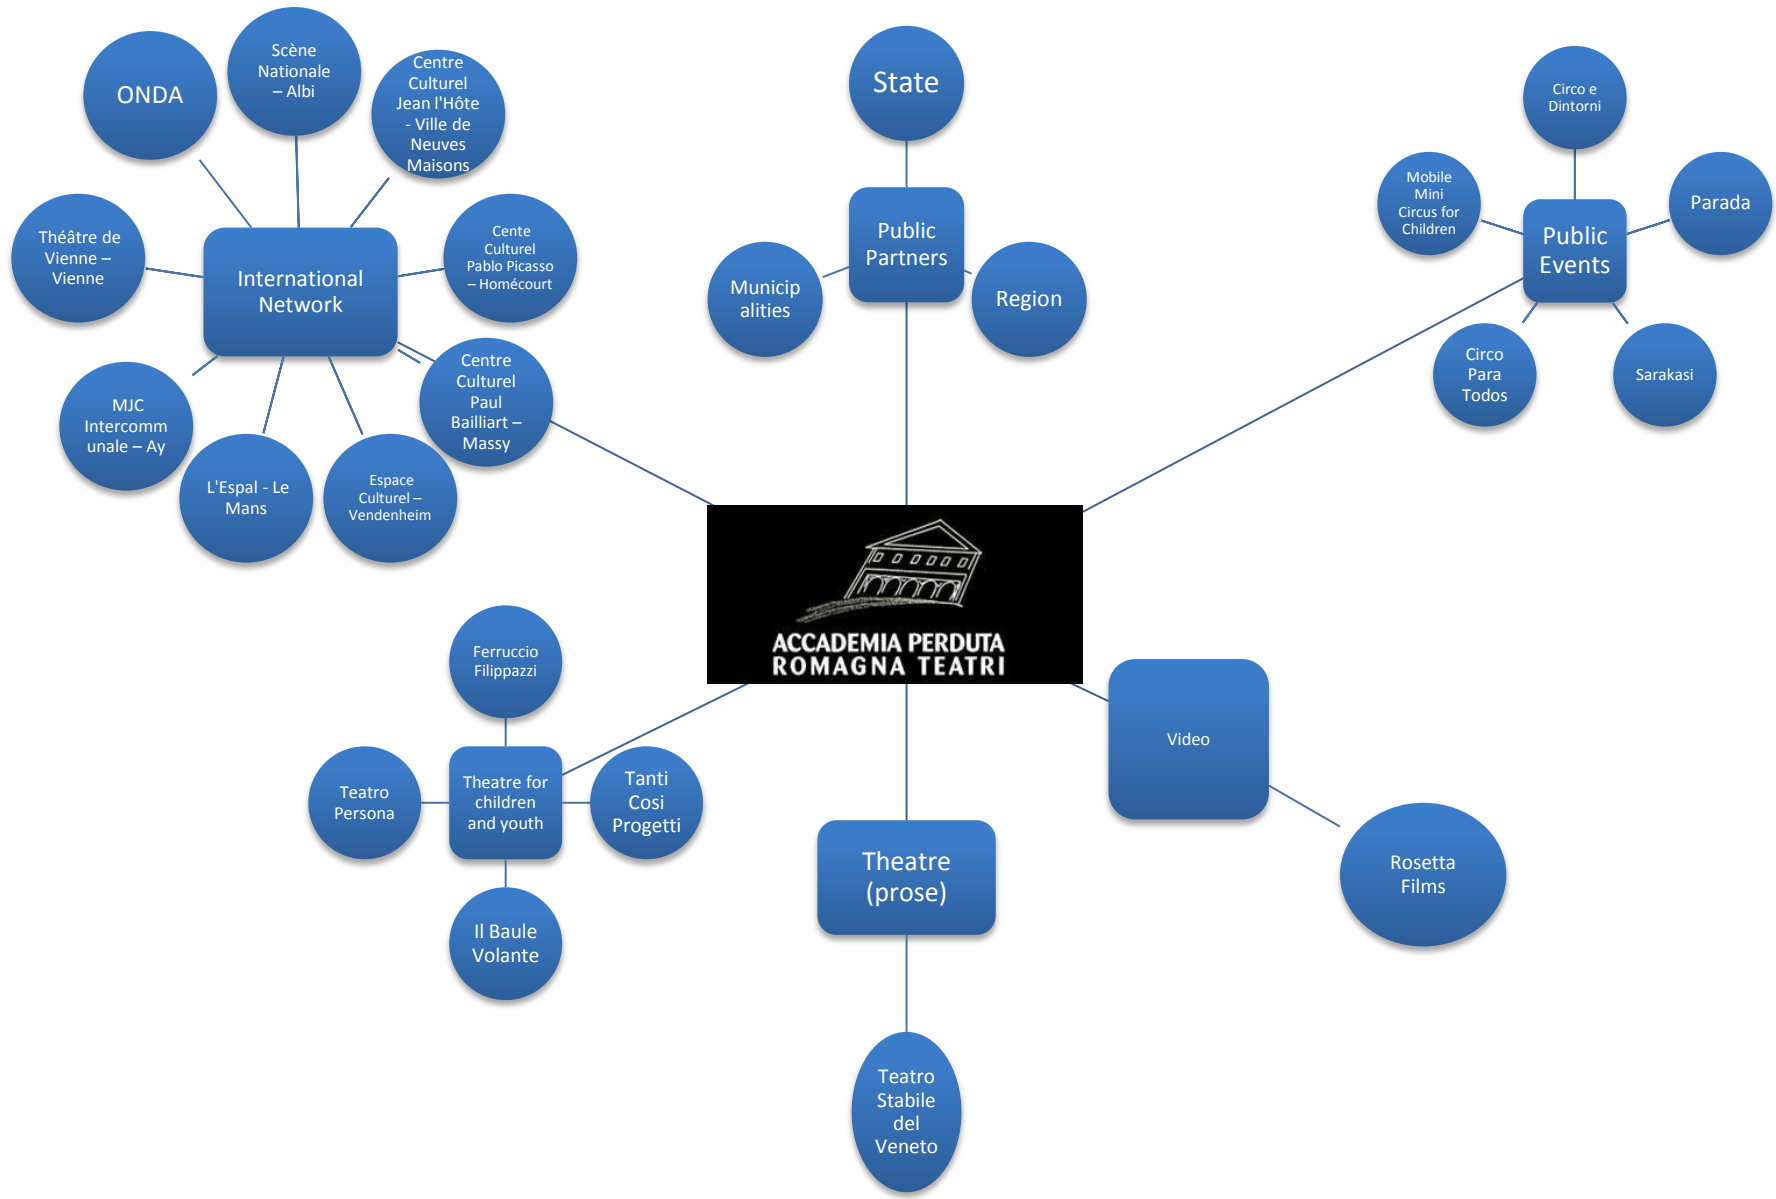 ONDA
Scène
Nationale
– Albi
Centre
Culturel
Jean l'Hôte
- Ville de
Neuves
Maisons
Théâtre de
Vienne –
Vienne
International
Network
Cente
Culturel
Pablo Picasso
– Homécourt
Centre
Culturel
Paul
Bailliart –
Massy
MJC
Intercomm
unale – Ay
L'Espal - Le
Mans
Espace
Culturel –
Vendenheim
State
Public
Partners
Municip
alities
Region
Circo e
Dintorni
Mobile
Mini
Circus for
Children
Parada
Public
Events
Circo
Para
Todos
Sarakasi
ACCADEMIA PERDUTA
ROMAGNA TEATRI
Ferruccio
Filippazzi
Teatro
Persona
Theatre for
children
and youth
Tanti
Cosi
Progetti
Il Baule
Volante
Theatre
(prose)
Teatro
Stabile
del
Veneto
Video
Rosetta
Films